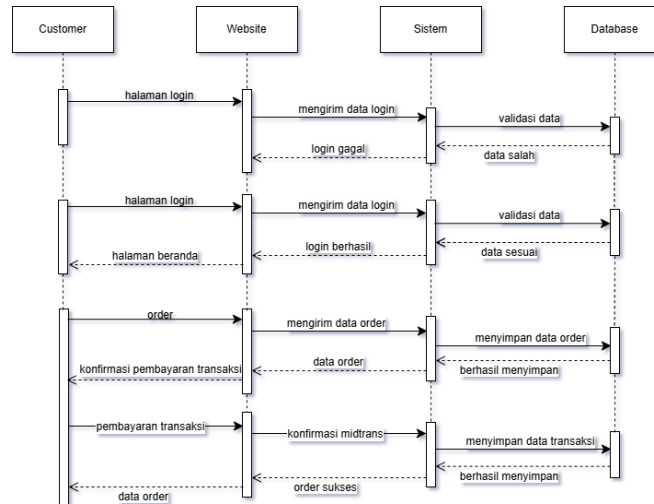 Customer
Website
Sistem
Database
halaman login
mengirim data login
validasi data
data salah
login gagal
halaman login
mengirim data login
validasi data
data sesuai
login berhasil
halaman beranda
order
mengirim data order
menyimpan data order
berhasil menyimpan
data order
konfirmasi pembayaran transaksi
pembayaran transaksi
konfirmasi midtrans
menyimpan data transaksi
berhasil menyimpan
order sukses
data order